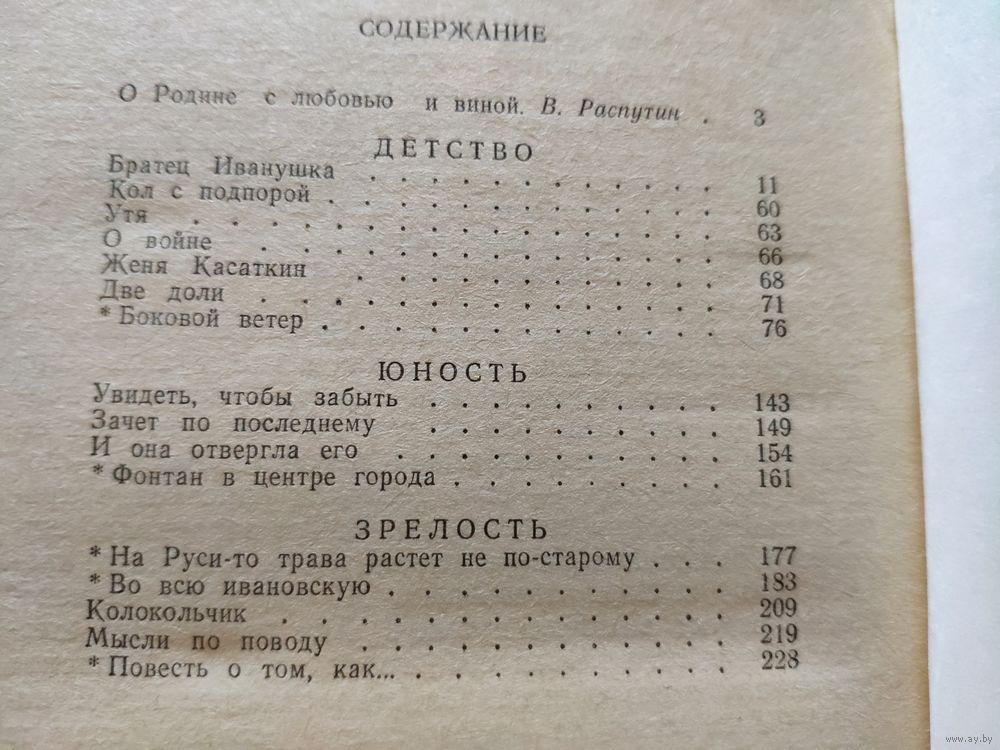 СОДЕРЖАНИЕ
О Родине с любовью и виной. В. Распутин . 3
ДЕТСТВО
Братец Иванушка . . . . . . . . . . 11
Кол с подпорой . . . . . . . . . . . 60
Утя . . . . . . . . . . . . . . 63
О войне . . . . . . . . . . . . . 66
Женя Касаткин . . . . . . . . . . 68
Две доли . . . . . . . . . . . . . 71
* Боковой ветер . . . . . . . . . . . 76
ЮНОСТЬ
Увидеть, чтобы забыть . . . . . . . . 143
Зачет по последнему . . . . . . . . 149
И она отвергла его . . . . . . . . . 154
* Фонтан в центре города . . . . . . . . 161
ЗРЕЛОСТЬ
* На Руси-то трава растет не по-старому . . . 177
* Во всю ивановскую . . . . . . . . . . 183
Колокольчик . . . . . . . . . . . . 209
Мысли по поводу . . . . . . . . . . 219
* Повесть о том, как... . . . . . . . . . 228
www.ay.by